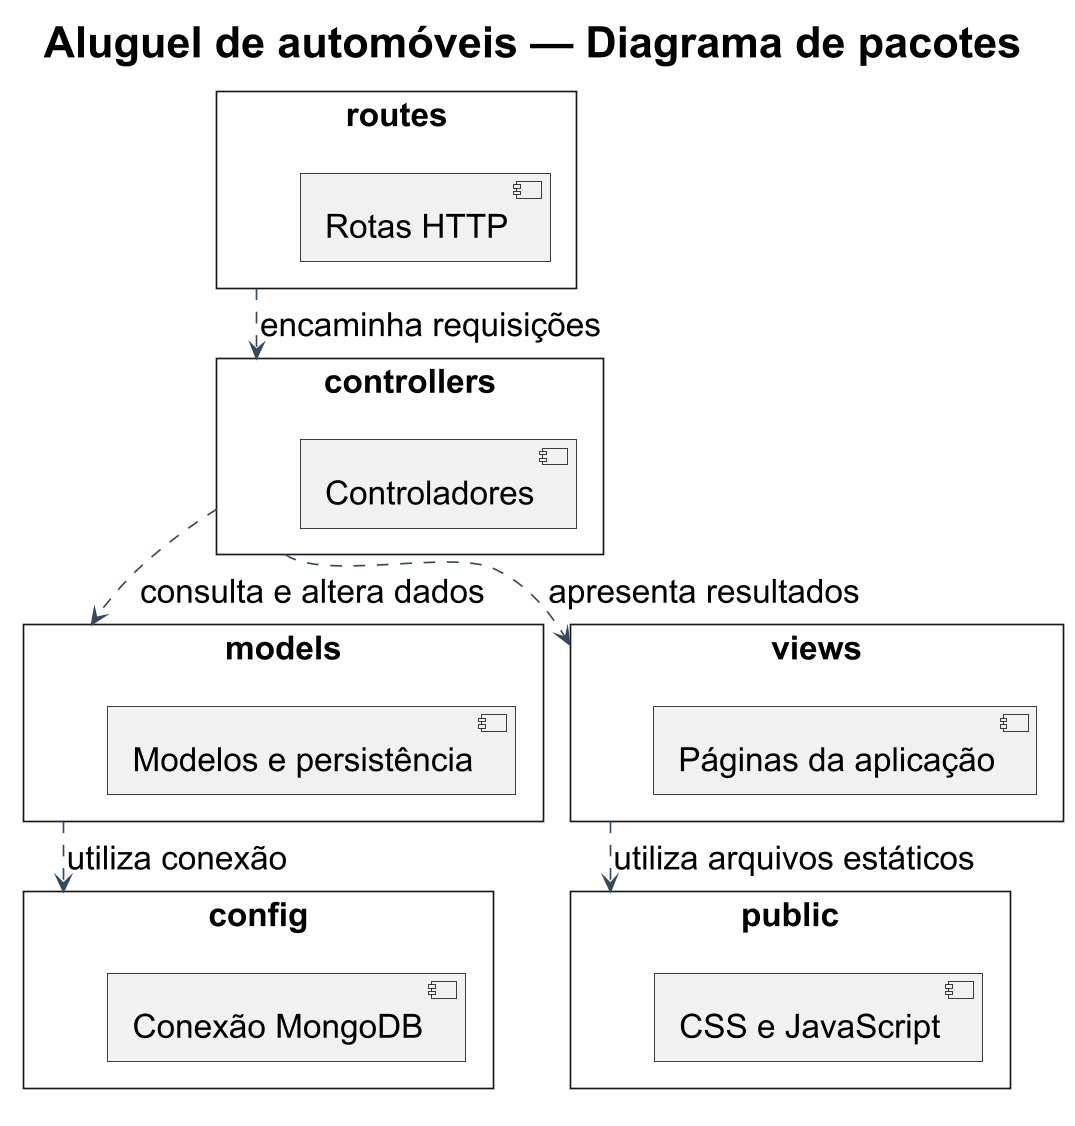 Aluguel de automóveis — Diagrama de pacotes
routes
Rotas HTTP
encaminha requisições
controllers
Controladores
consulta e altera dados
apresenta resultados
models
Modelos e persistência
views
Páginas da aplicação
utiliza conexão
utiliza arquivos estáticos
config
Conexão MongoDB
public
CSS e JavaScript